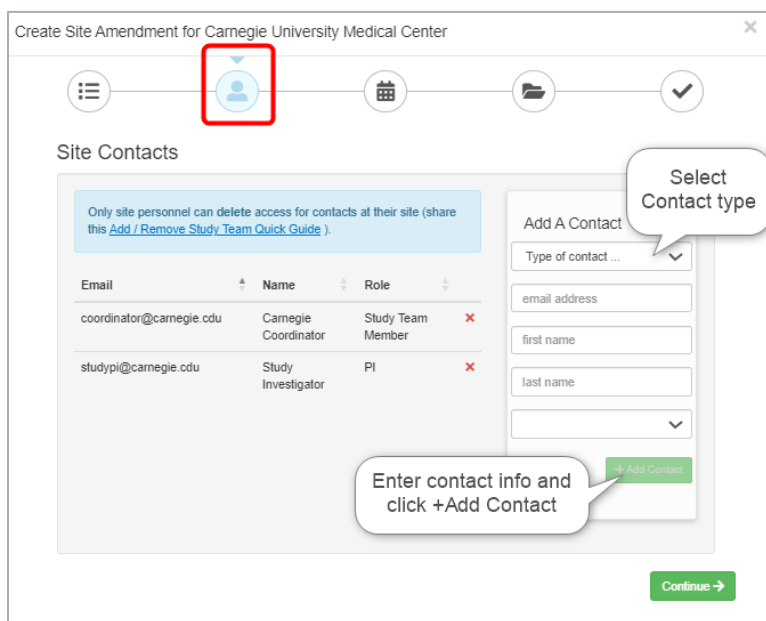 Create Site Amendment for Carnegie University Medical Center
Site Contacts
Only site personnel can delete access for contacts at their site (share
this Add / Remove Study Team Quick Guide ).
Email Name Role
coordinator@carnegie.cdu Carnegie Study Team
Coordinator Member
studypi@carnegie.cdu Study PI
Investigator
Select
Contact type
Add A Contact
Type of contact ...
email address
first name
last name
+ Add Contact
Enter contact info and
click +Add Contact
Continue →